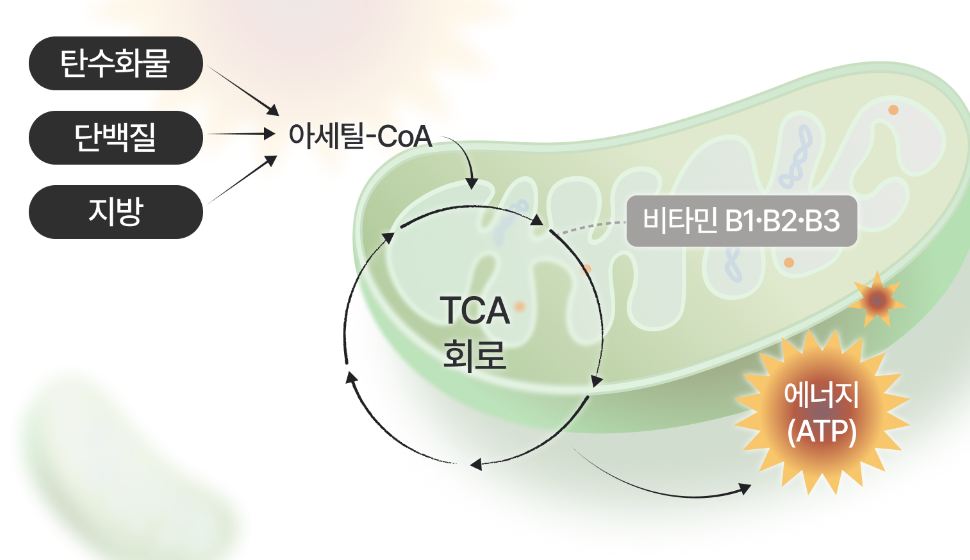 탄수화물
단백질
지방
아세틸-CoA
비타민 B1·B2·B3
TCA
회로
에너지
(ATP)